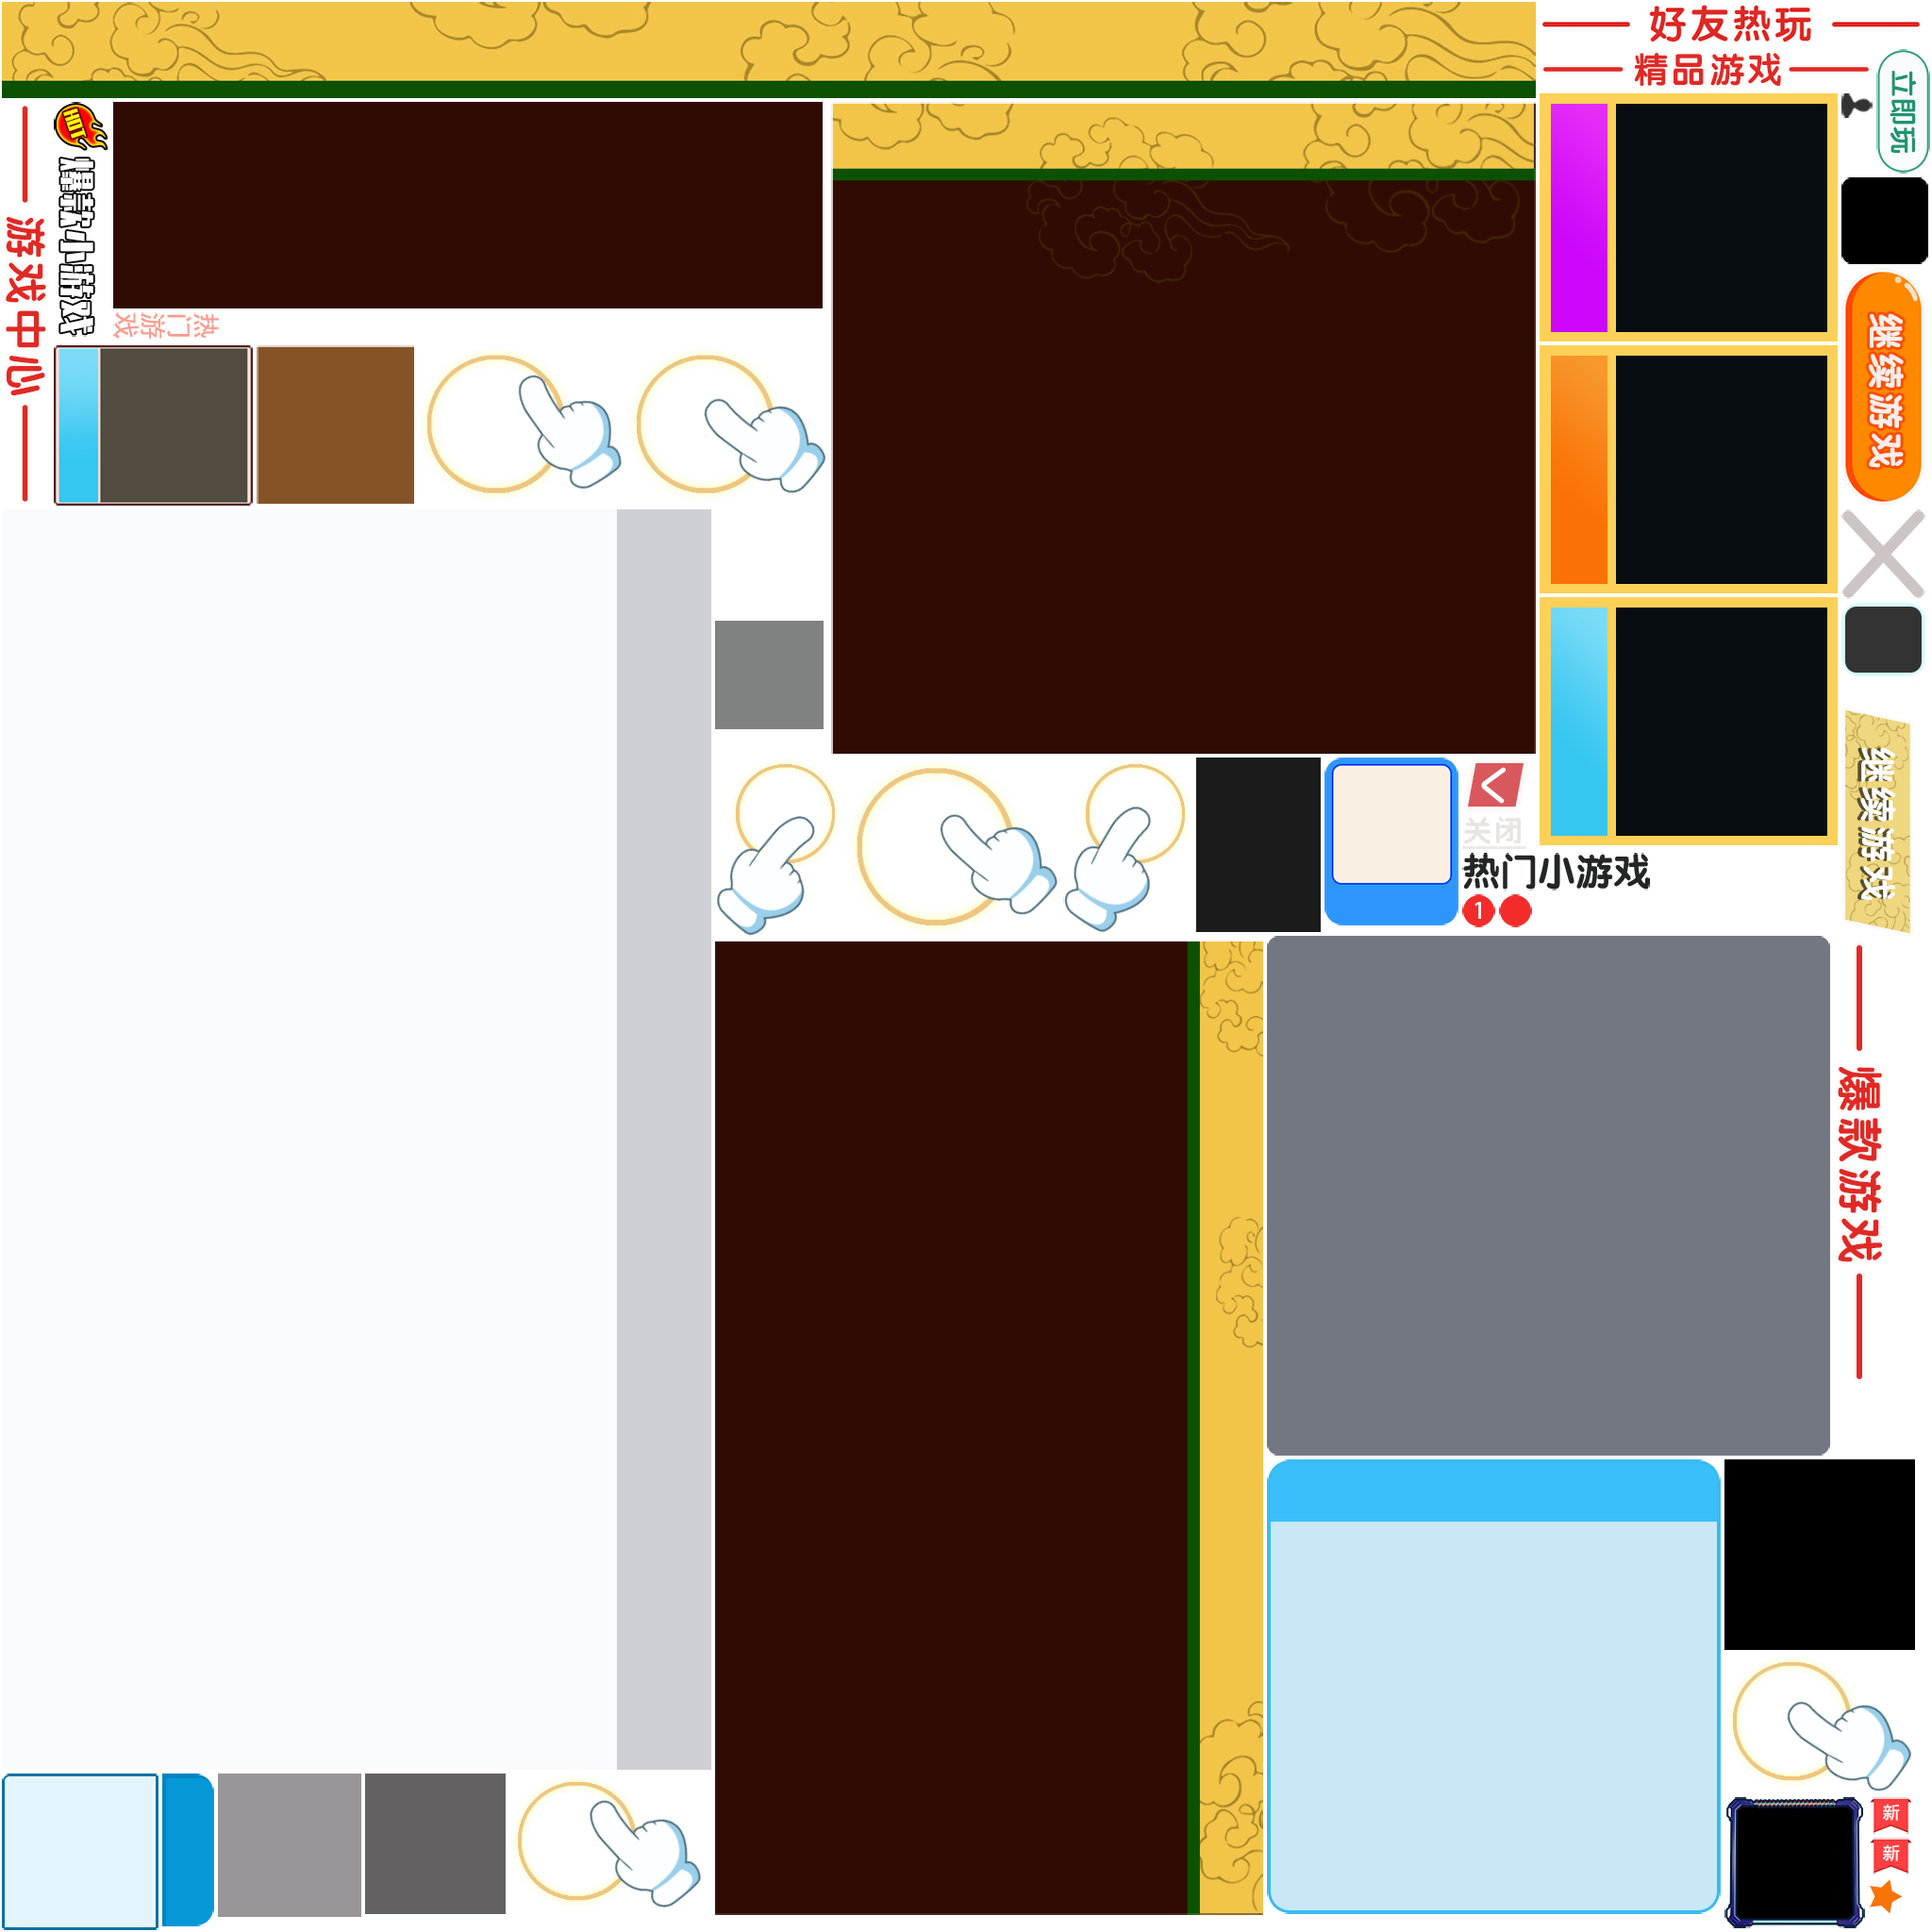 好友热玩
精品游戏
立即玩
HOT
爆款小游戏
游戏中心
热门游戏
继续游戏
继续游戏
关闭
热门小游戏
1
爆款游戏
新
新